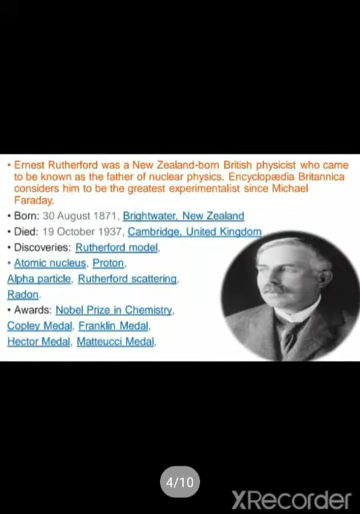 • Ernest Rutherford was a New Zealand-born British physicist who came
to be known as the father of nuclear physics. Encyclopædia Britannica
considers him to be the greatest experimentalist since Michael
Faraday.
• Born: 30 August 1871, Brightwater, New Zealand
• Died: 19 October 1937, Cambridge, United Kingdom
• Discoveries: Rutherford model,
• Atomic nucleus, Proton,
Alpha particle, Rutherford scattering,
Radon.
• Awards: Nobel Prize in Chemistry,
Copley Medal, Franklin Medal,
Hector Medal, Matteucci Medal,
4/10
XRecorder